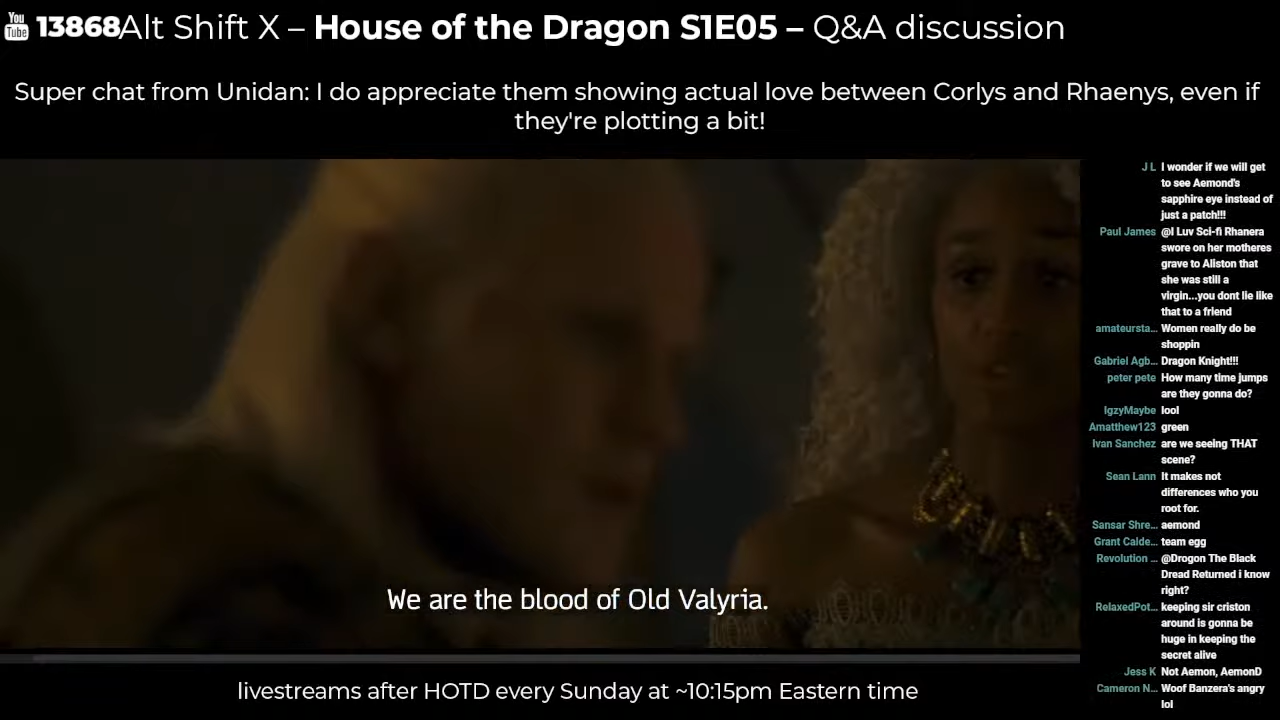 You
Tube
13868
Alt Shift X – House of the Dragon S1E05 – Q&A discussion
Super chat from Unidan: I do appreciate them showing actual love between Corlys and Rhaenys, even if
they're plotting a bit!
J L I wonder if we will get
to see Aemond's
sapphire eye instead of
just a patch!!!
Paul James @I Luv Sci-fi Rhanera
swore on her motheres
grave to Aliston that
she was still a
virgin...you dont lie like
that to a friend
amateursta... Women really do be
shoppin
Gabriel Agb... Dragon Knight!!!
peter pete How many time jumps
are they gonna do?
IgzyMaybe lool
Amatthew123 green
Ivan Sanchez are we seeing THAT
scene?
Sean Lann It makes not
differences who you
root for.
Sansar Shre... aemond
Grant Calde... team egg
Revolution ... @Drogon The Black
Dread Returned i know
right?
RelaxedPot... keeping sir criston
around is gonna be
huge in keeping the
secret alive
Jess K Not Aemon, AemonD
Cameron N... Woof Banzera's angry
lol
We are the blood of Old Valyria.
livestreams after HOTD every Sunday at ~10:15pm Eastern time